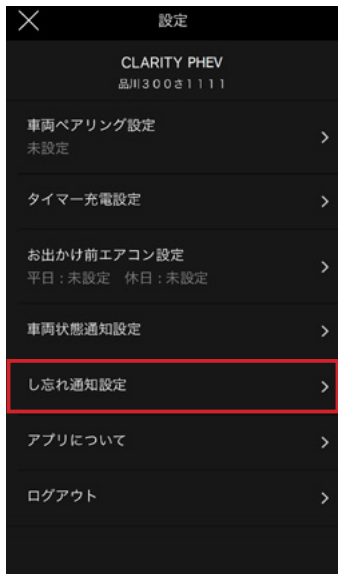 設定
CLARITY PHEV
品川300さ1111
車両ペアリング設定
未設定
タイマー充電設定
お出かけ前エアコン設定
平日：未設定　休日：未設定
車両状態通知設定
し忘れ通知設定
アプリについて
ログアウト